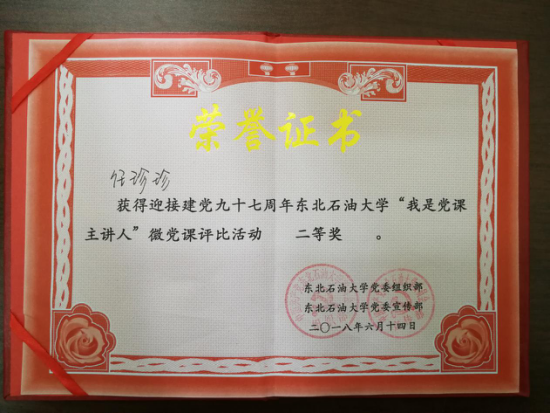 荣誉证书
任珍珍
获得迎接建党九十七周年东北石油大学“我是党课
主讲人”微党课评比活动 二等奖 。
东北石油大学党委组织部
东北石油大学党委宣传部
二〇一八年六月十四日